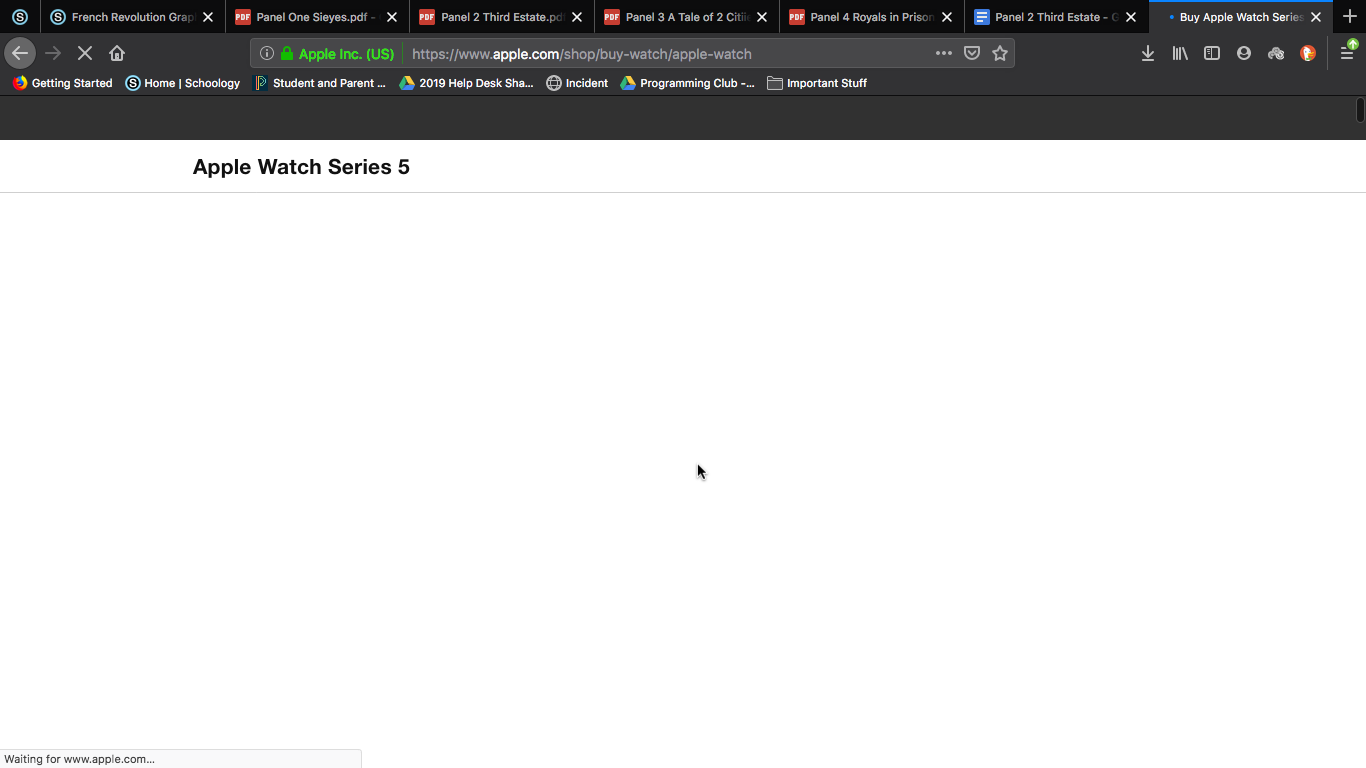 French Revolution Grap
Panel One Sieyes.pdf -
Panel 2 Third Estate.pdf
Panel 3 A Tale of 2 Citiie
Panel 4 Royals in Prison
Panel 2 Third Estate - G
Buy Apple Watch Series
Apple Inc. (US)
https://www.apple.com/shop/buy-watch/apple-watch
Getting Started
Home | Schoology
Student and Parent ...
2019 Help Desk Sha...
Incident
Programming Club -...
Important Stuff
Apple Watch Series 5
Waiting for www.apple.com...